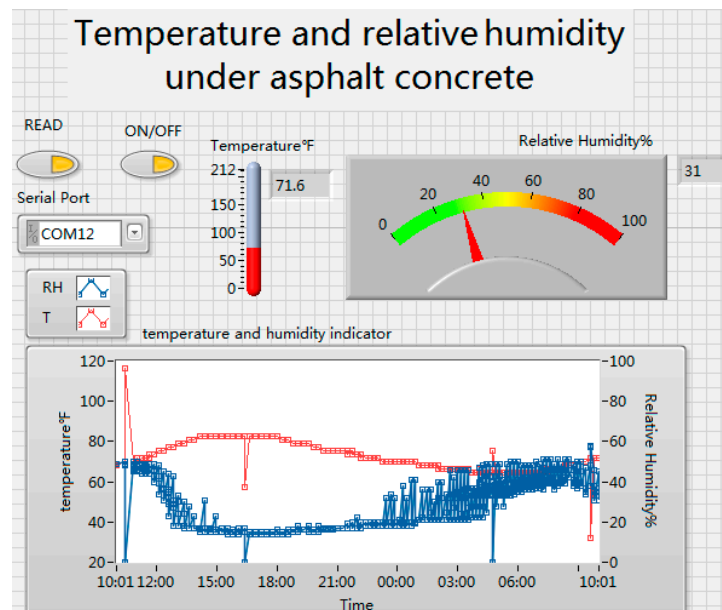 Temperature and relative humidity
under asphalt concrete
READ
ON/OFF
Temperature℉
Relative Humidity%
212
71.6
31
150
100
50
0
0
20
40
60
80
100
Serial Port
I/O
COM12
RH
T
temperature and humidity indicator
120
100
80
60
40
20
temperature℉
100
80
60
40
20
0
Relative Humidity%
10:01 12:00 15:00 18:00 21:00 00:00 03:00 06:00 10:01
Time